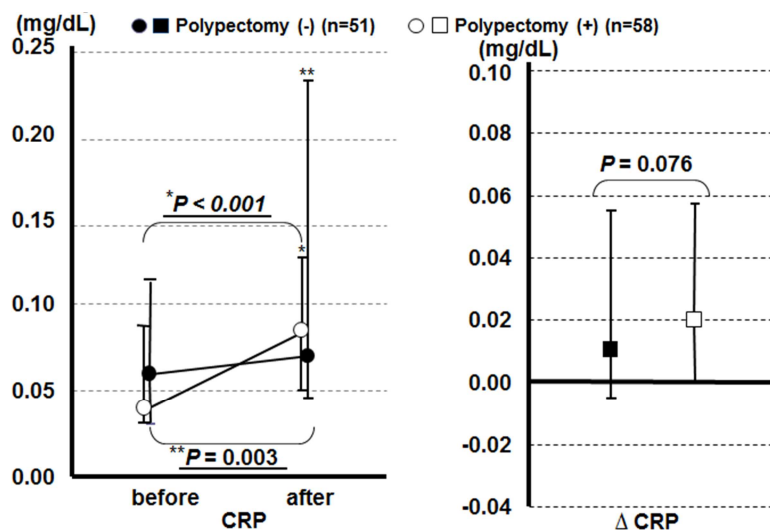 (mg/dL) ●■ Polypectomy (-) (n=51) ○□ Polypectomy (+) (n=58)
0.25
0.20
0.15
0.10
0.05
0.00
**
*P < 0.001
*
**P = 0.003
before after
CRP
(mg/dL)
0.10
0.08
0.06
0.04
0.02
0.00
-0.02
-0.04
P = 0.076
Δ CRP